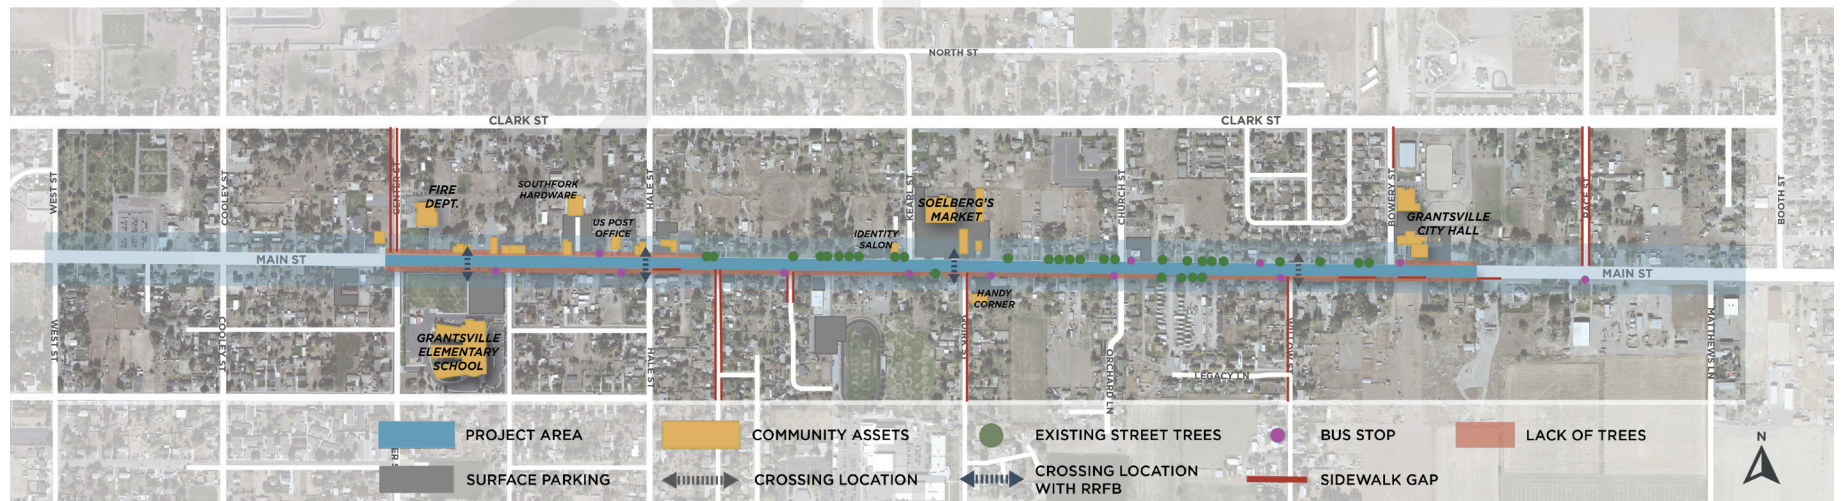 NORTH ST
CLARK ST
CLARK ST
WEST ST
COOLEY ST
CENTER ST
FIRE
DEPT.
SOUTHFORK
HARDWARE
US POST
OFFICE
HALE ST
IDENTITY
SALON
KEARL ST
SOELBERG'S
MARKET
CHURCH ST
BOWERY ST
GRANTSVILLE
CITY HALL
RACE ST
BOOTH ST
MAIN ST
MAIN ST
HANDY
CORNER
WEST ST
COOLEY ST
GRANTSVILLE
ELEMENTARY
SCHOOL
HALE ST
ORCHARD LN
LEGACY LN
WILLOW ST
MATTHEWS LN
PROJECT AREA
COMMUNITY ASSETS
EXISTING STREET TREES
BUS STOP
LACK OF TREES
SURFACE PARKING
CROSSING LOCATION
CROSSING LOCATION
WITH RRFB
SIDEWALK GAP
N